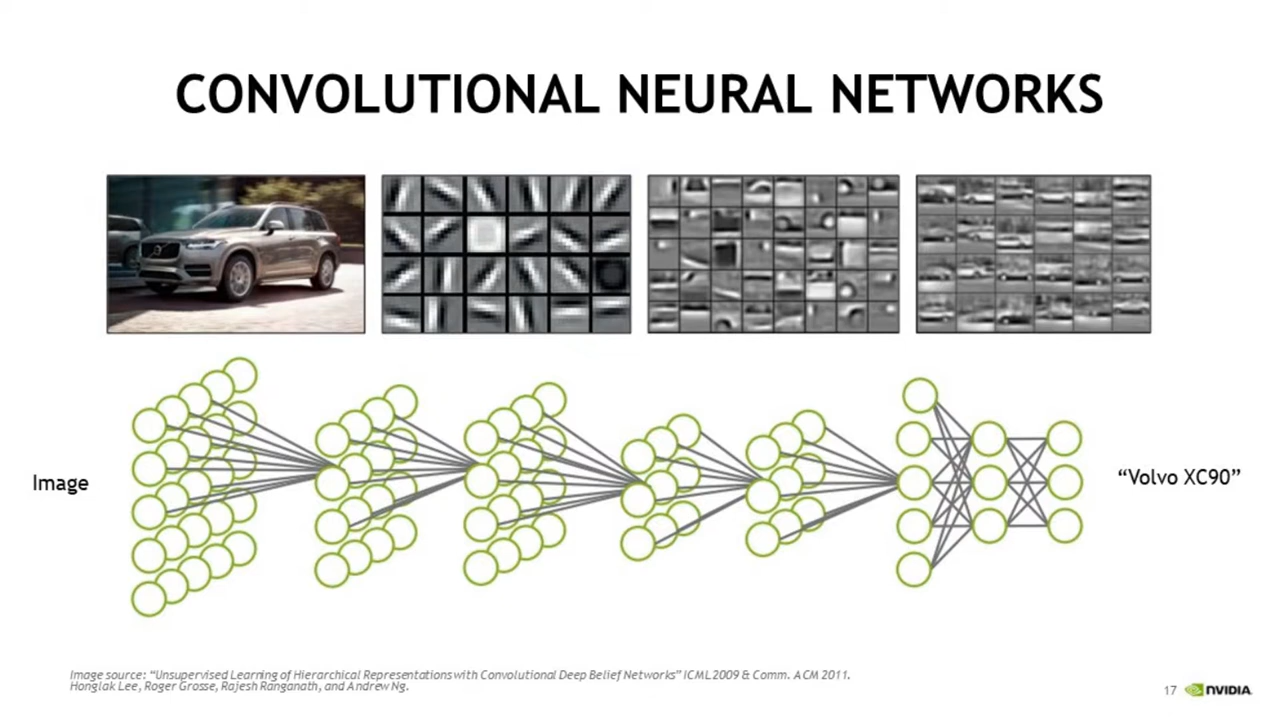 CONVOLUTIONAL NEURAL NETWORKS
Image
“Volvo XC90”
Image source: “Unsupervised Learning of Hierarchical Representations with Convolutional Deep Belief Networks” ICML 2009 & Comm. ACM 2011.
Honglak Lee, Roger Grosse, Rajesh Ranganath, and Andrew Ng.
17 NVIDIA.